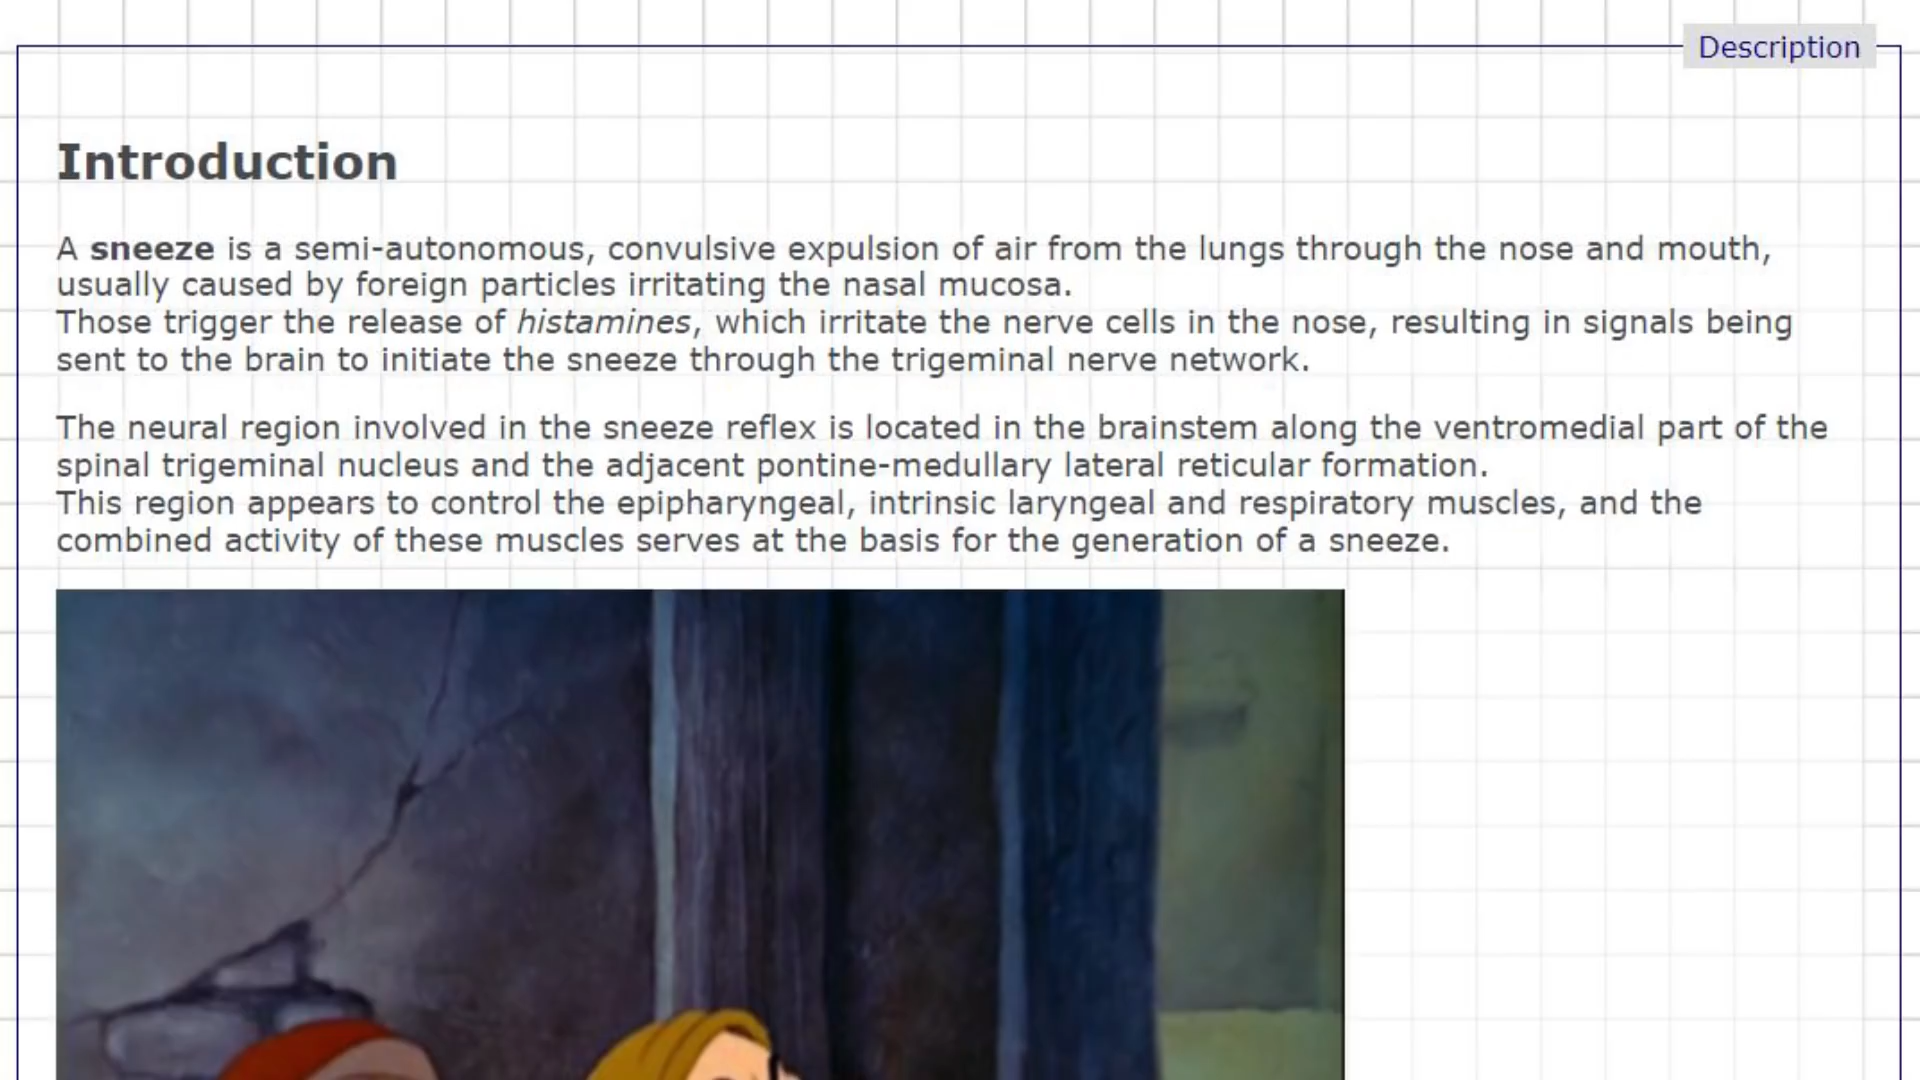 Description
Introduction
A sneeze is a semi-autonomous, convulsive expulsion of air from the lungs through the nose and mouth,
usually caused by foreign particles irritating the nasal mucosa.
Those trigger the release of histamines, which irritate the nerve cells in the nose, resulting in signals being
sent to the brain to initiate the sneeze through the trigeminal nerve network.
The neural region involved in the sneeze reflex is located in the brainstem along the ventromedial part of the
spinal trigeminal nucleus and the adjacent pontine-medullary lateral reticular formation.
This region appears to control the epipharyngeal, intrinsic laryngeal and respiratory muscles, and the
combined activity of these muscles serves at the basis for the generation of a sneeze.